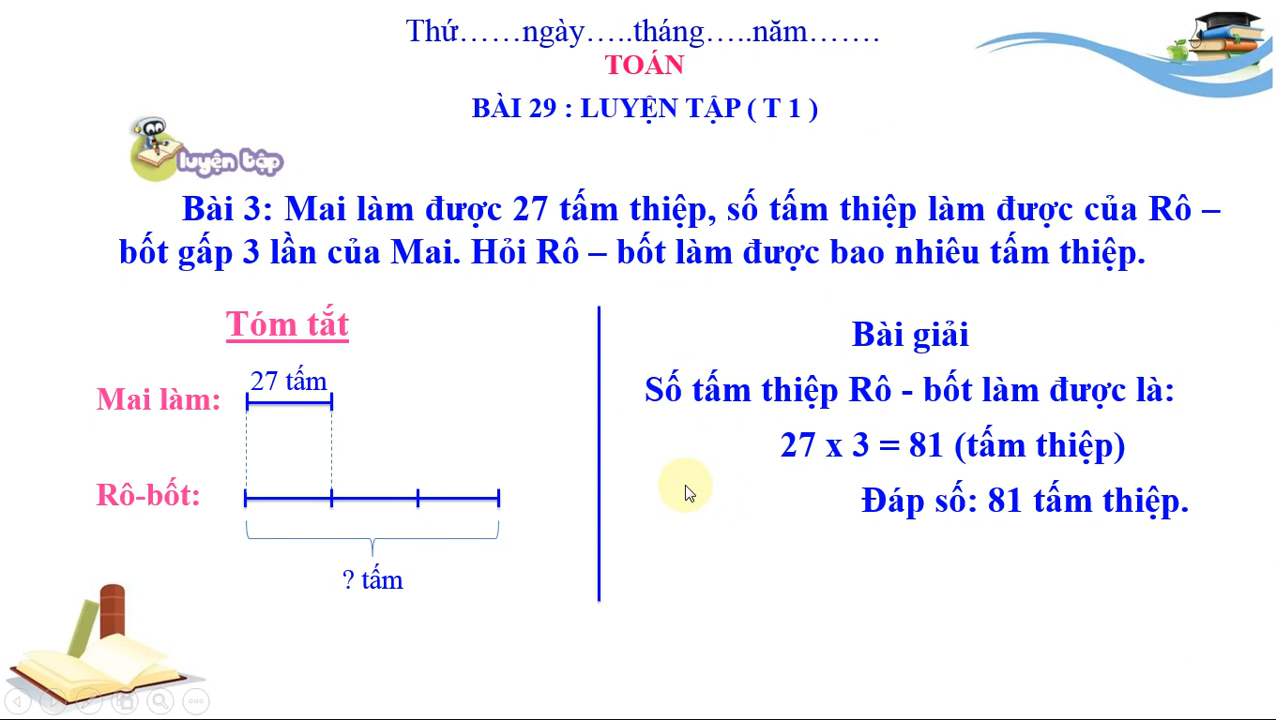 Thứ……ngày…..tháng…..năm…….
TOÁN
BÀI 29 : LUYỆN TẬP ( T 1 )
luyện tập
Bài 3: Mai làm được 27 tấm thiệp, số tấm thiệp làm được của Rô –
bốt gấp 3 lần của Mai. Hỏi Rô – bốt làm được bao nhiêu tấm thiệp.
Tóm tắt
27 tấm
Mai làm:
Rô-bốt:
? tấm
Bài giải
Số tấm thiệp Rô - bốt làm được là:
27 x 3 = 81 (tấm thiệp)
Đáp số: 81 tấm thiệp.